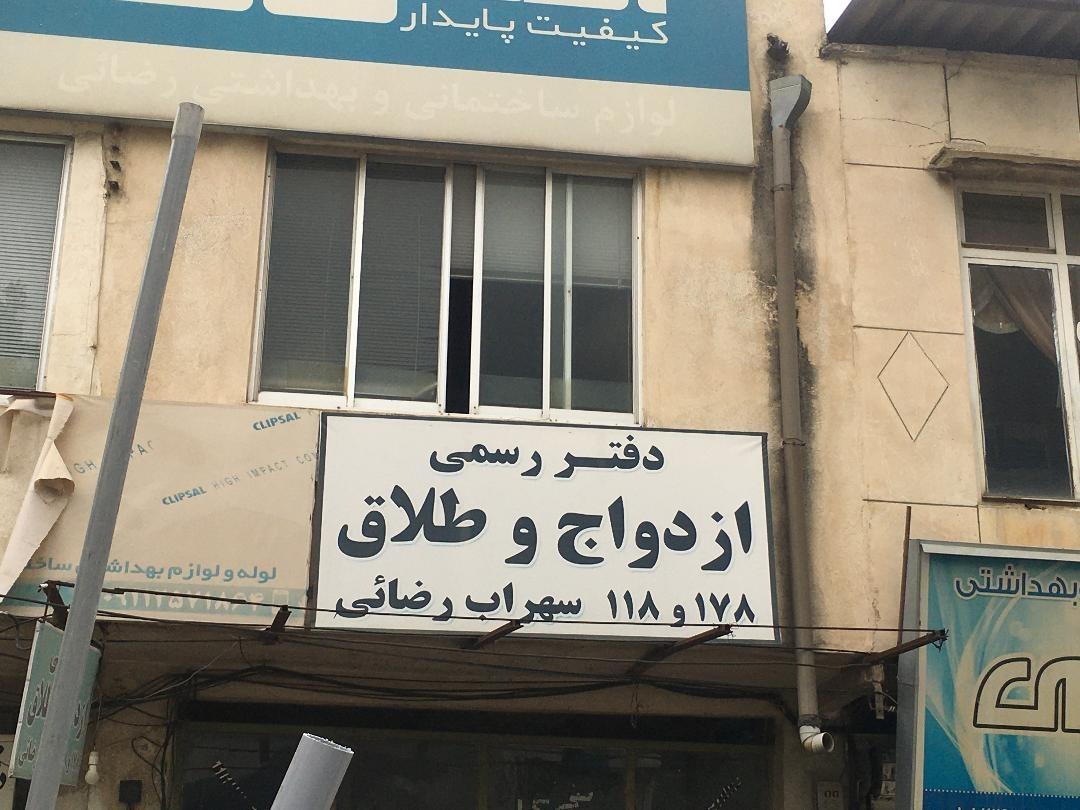 کیفیت پایدار
لوازم ساختمانی و بهداشتی رضائی
دفتر رسمی
ازدواج و طلاق
۱۷۸ و ۱۱۸ سهراب رضائی
CLIPSAL
CLIPSAL HIGH IMPACT
لوله و لوازم بهداشتی
بهداشتی